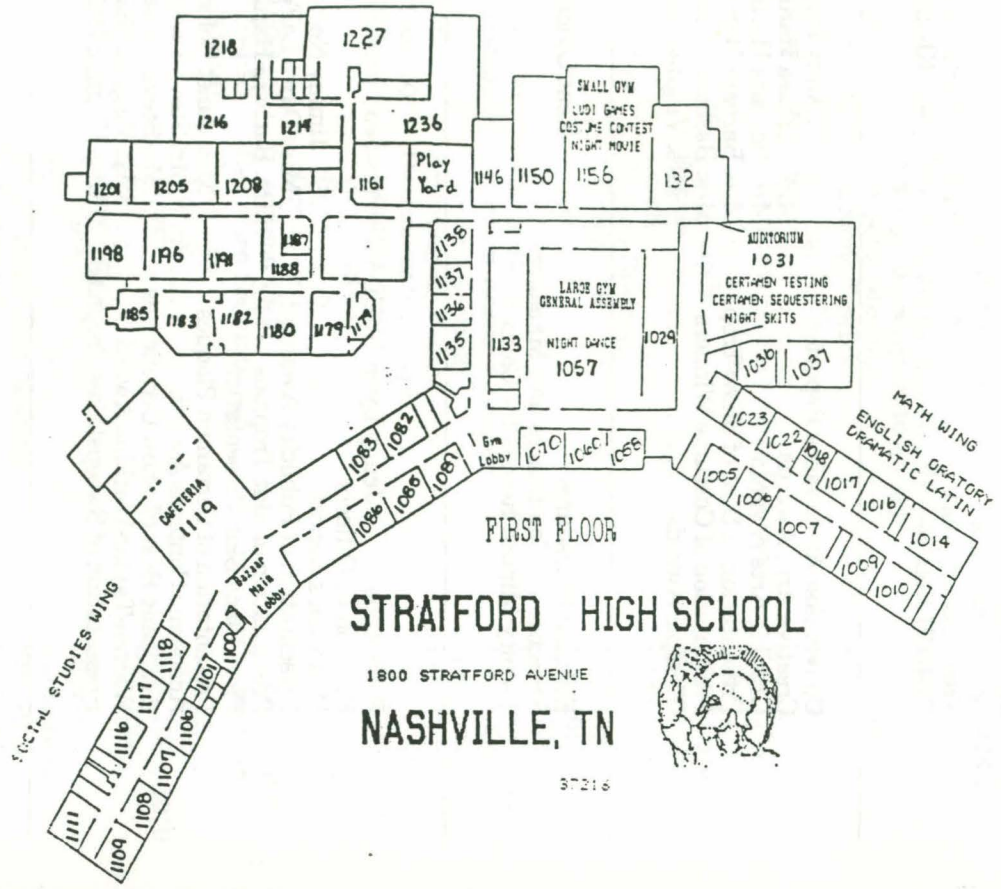 1218
1227
SMALL GYM
LUDI GAMES
COSTUME CONTEST
NIGHT MOVIE
1216
1214
1236
1201
1205
1208
1161
Play
Yard
1146
1150
1156
132
1198
1196
1191
1187
1188
1138
1137
1136
1135
1133
LARGE GYM
GENERAL ASSEMBLY
NIGHT DANCE
1057
1029
AUDITORIUM
1031
CERTAMEN TESTING
CERTAMEN SEQUESTERING
NIGHT SKITS
1036
1037
1185
1183
1182
1180
1179
MATH WING
ENGLISH ORATORY
DRAMATIC LATIN
1083
1082
1086
1087
Gym
Lobby
1070
1058
1023
1022
1018
1017
1016
1014
1005
1006
1007
1009
1010
CAFETERIA
1119
FIRST FLOOR
Bazaar
Main
Lobby
STRATFORD HIGH SCHOOL
1800 STRATFORD AVENUE
NASHVILLE, TN
37216
SOCIAL STUDIES WING
1118
1117
1116
1111
1100
1101
1106
1107
1108
1109